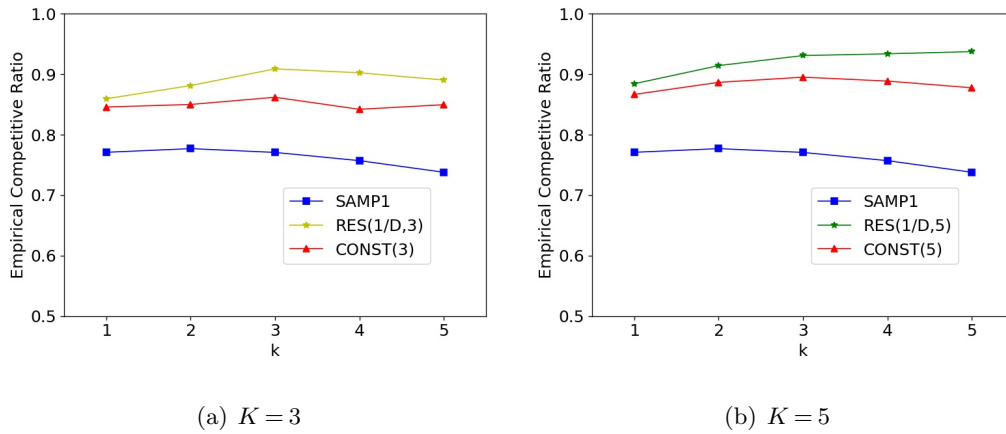 1.0
0.9
0.8
0.7
0.6
0.5
Empirical Competitive Ratio
SAMP1
RES(1/D,3)
CONST(3)
1 2 3 4 5
k
(a) K = 3
1.0
0.9
0.8
0.7
0.6
0.5
Empirical Competitive Ratio
SAMP1
RES(1/D,5)
CONST(5)
1 2 3 4 5
k
(b) K = 5